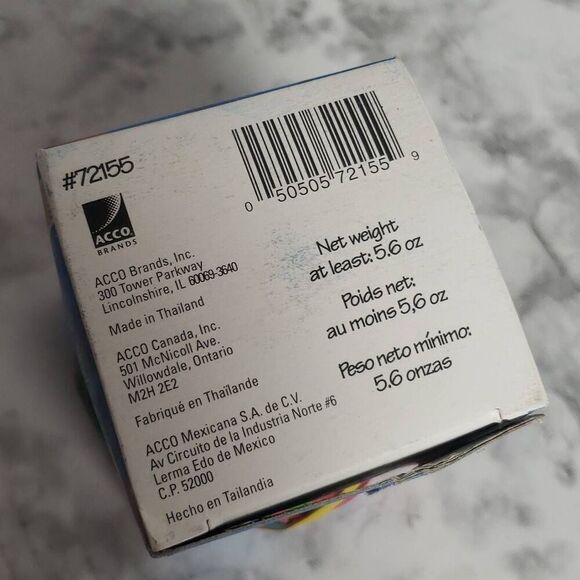 #72155
0 50505 72155 9
ACCO
BRANDS
ACCO Brands, Inc.
300 Tower Parkway
Lincolnshire, IL 60069-3640
Made in Thailand
ACCO Canada, Inc.
501 McNicoll Ave.
Willowdale, Ontario
M2H 2E2
Fabriqué en Thaïlande
ACCO Mexicana S.A. de C.V.
Av Circuito de la Industria Norte #6
Lerma Edo de Mexico
C.P. 52000
Hecho en Tailandia
Net weight
at least: 5.6 oz
Poids net:
au moins 5,6 oz
Peso neto mínimo:
5.6 onzas